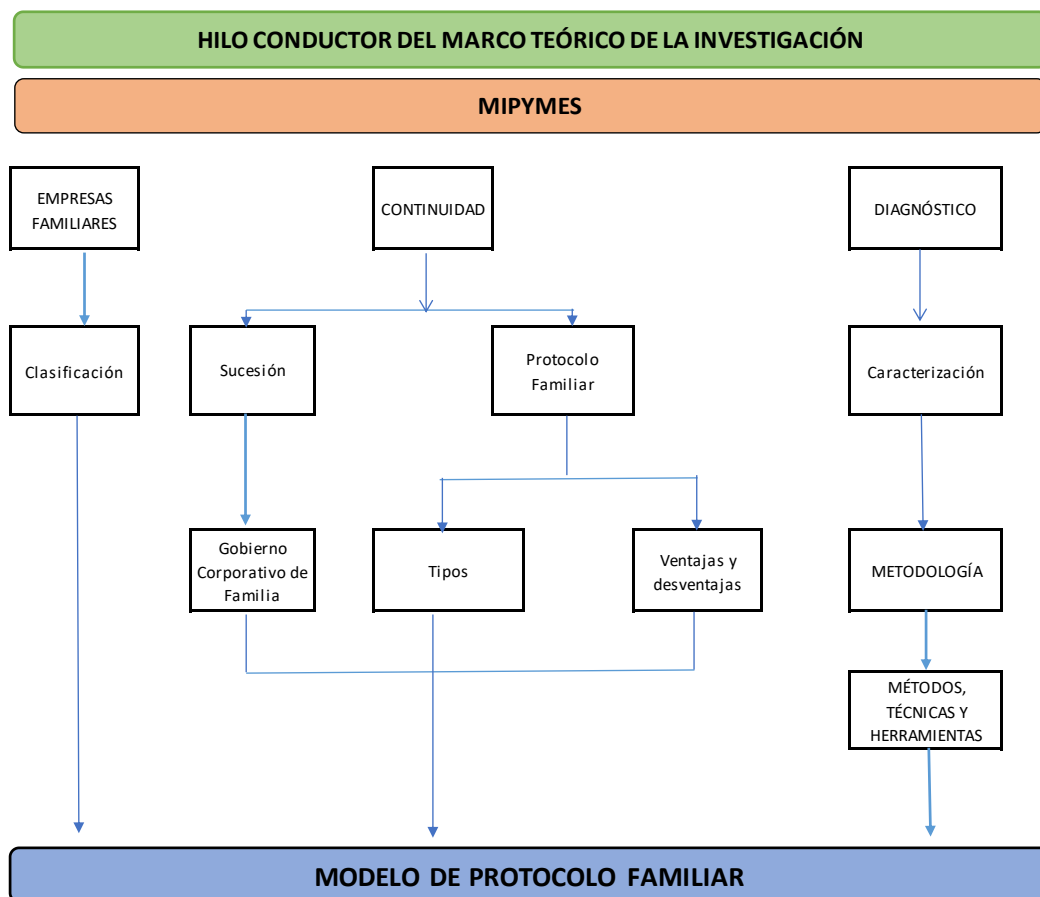 HILO CONDUCTOR DEL MARCO TEÓRICO DE LA INVESTIGACIÓN
MIPYMES
EMPRESAS
FAMILIARES
CONTINUIDAD
DIAGNÓSTICO
Clasificación
Sucesión
Protocolo
Familiar
Caracterización
Gobierno
Corporativo de
Familia
Tipos
Ventajas y
desventajas
METODOLOGÍA
MÉTODOS,
TÉCNICAS Y
HERRAMIENTAS
MODELO DE PROTOCOLO FAMILIAR